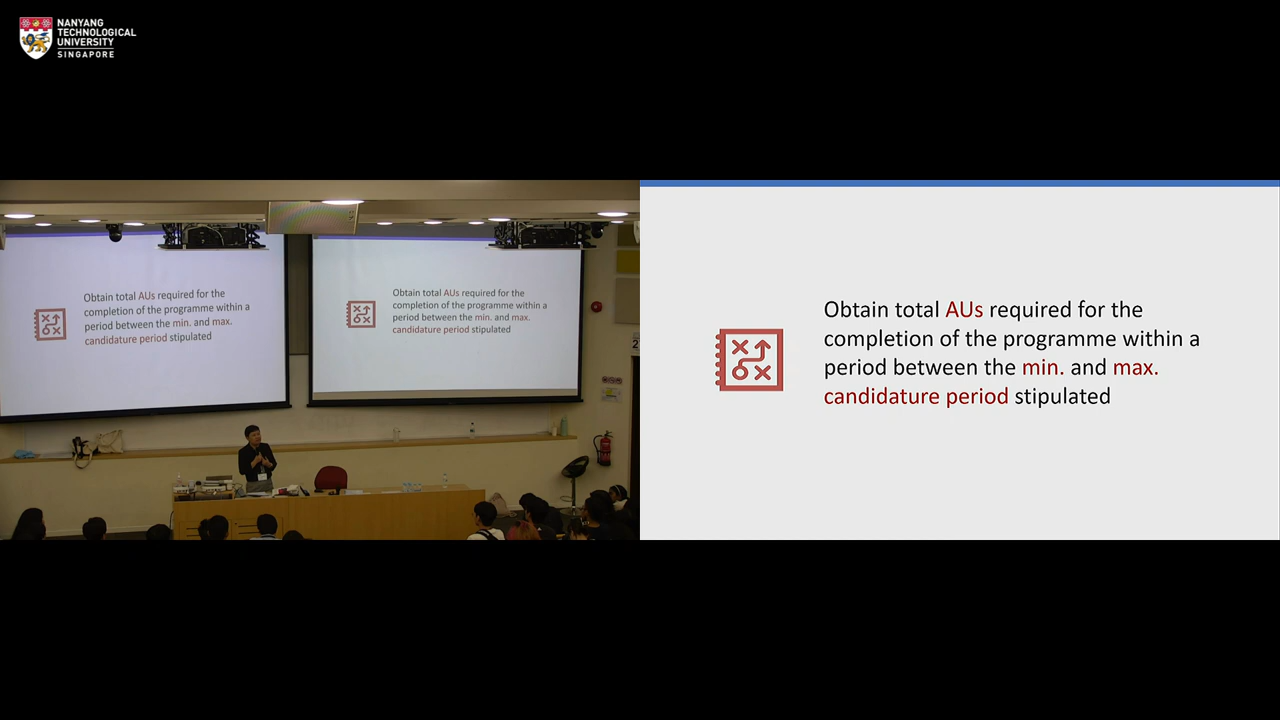 NANYANG
TECHNOLOGICAL
UNIVERSITY
SINGAPORE
Obtain total AUs required for the
completion of the programme within a
period between the min. and max.
candidature period stipulated
Obtain total AUs required for the
completion of the programme within a
period between the min. and max.
candidature period stipulated
Obtain total AUs required for the
completion of the programme within a
period between the min. and max.
candidature period stipulated
2